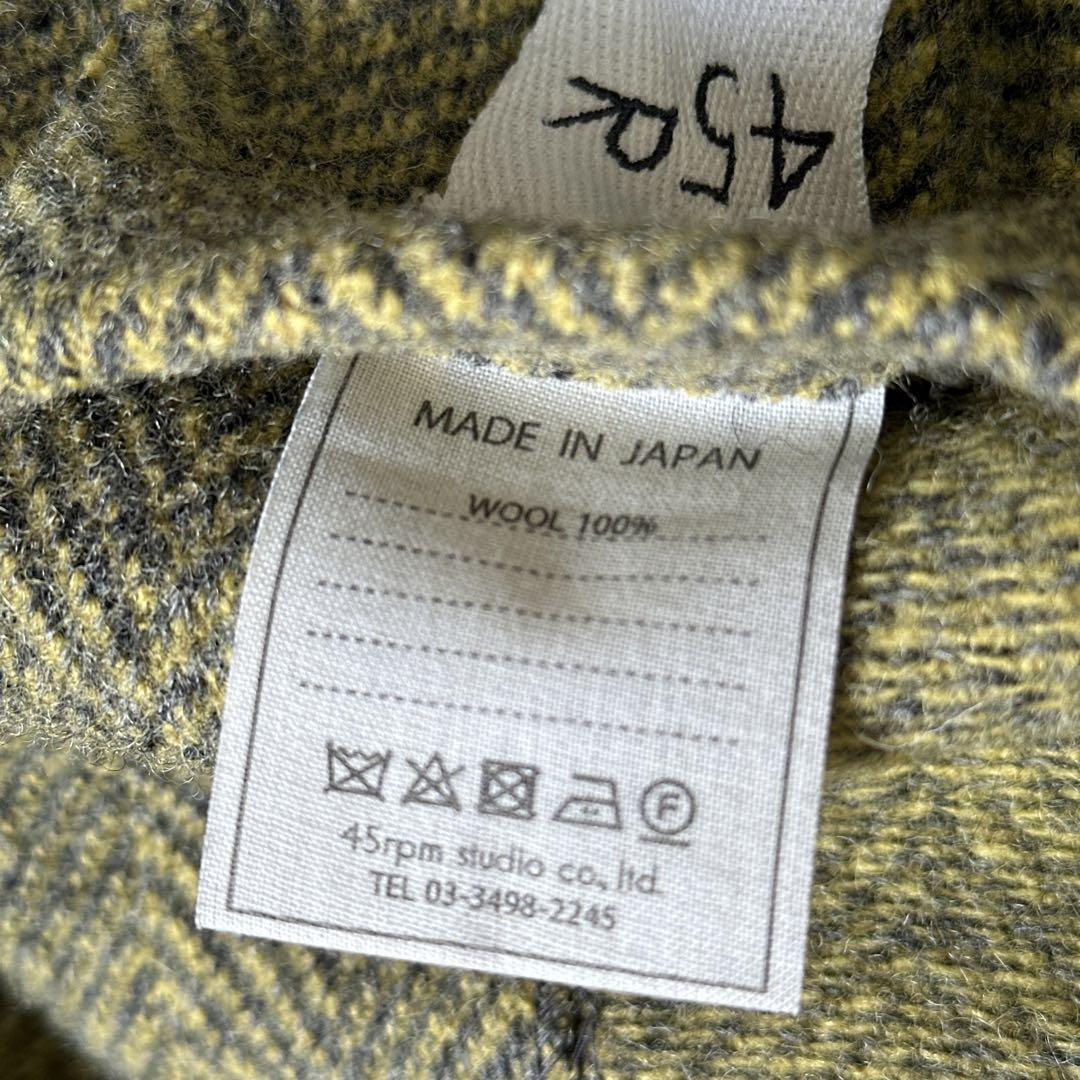 45R
MADE IN JAPAN
WOOL 100%
F
45rpm studio co., ltd.
TEL 03-3498-2245